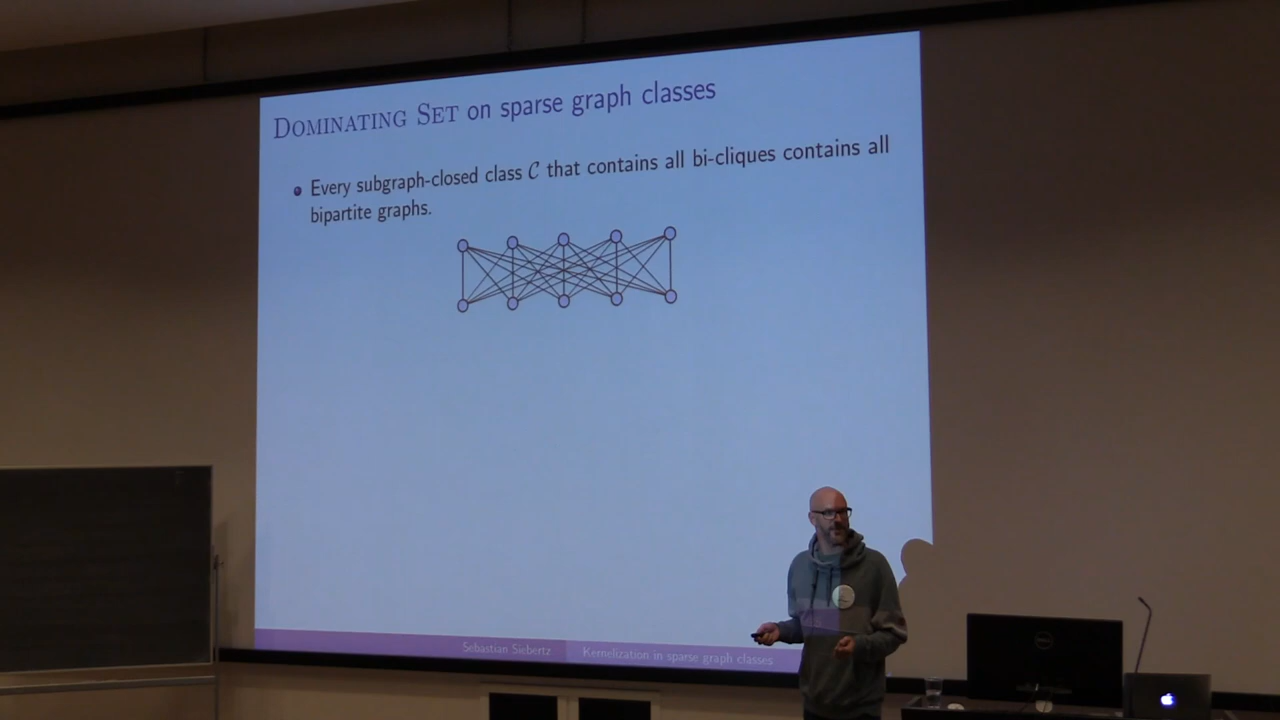 DOMINATING SET on sparse graph classes
Every subgraph-closed class 𝒞 that contains all bi-cliques contains all
bipartite graphs.
Sebastian Siebertz
Kernelization in sparse graph classes
DELL